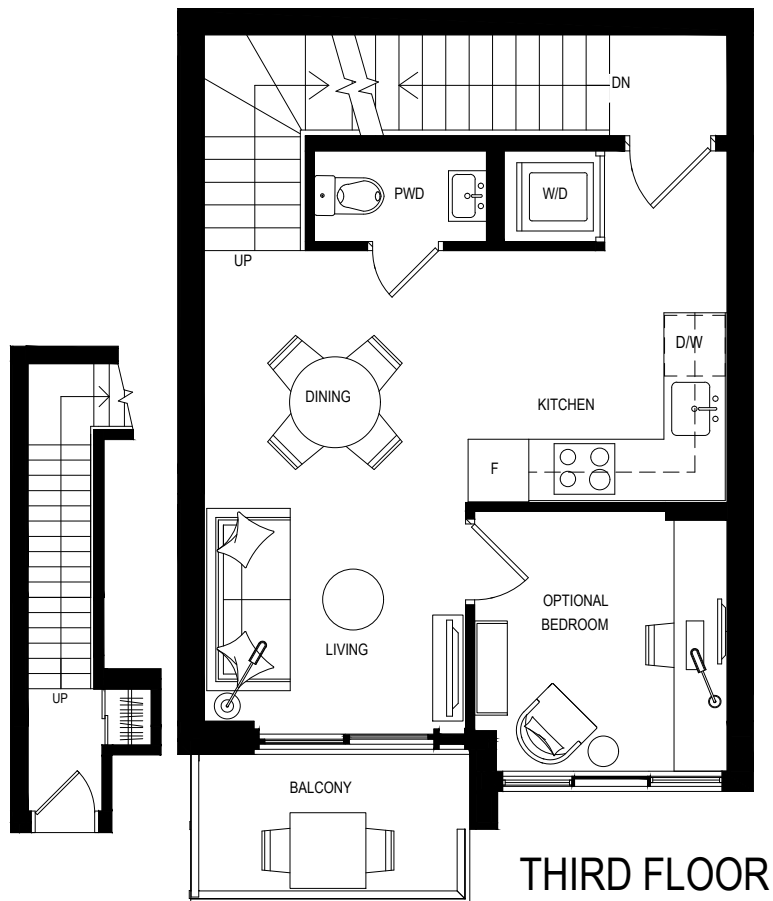 DN
PWD
W/D
UP
D/W
DINING
KITCHEN
F
OPTIONAL
BEDROOM
LIVING
UP
BALCONY
THIRD FLOOR